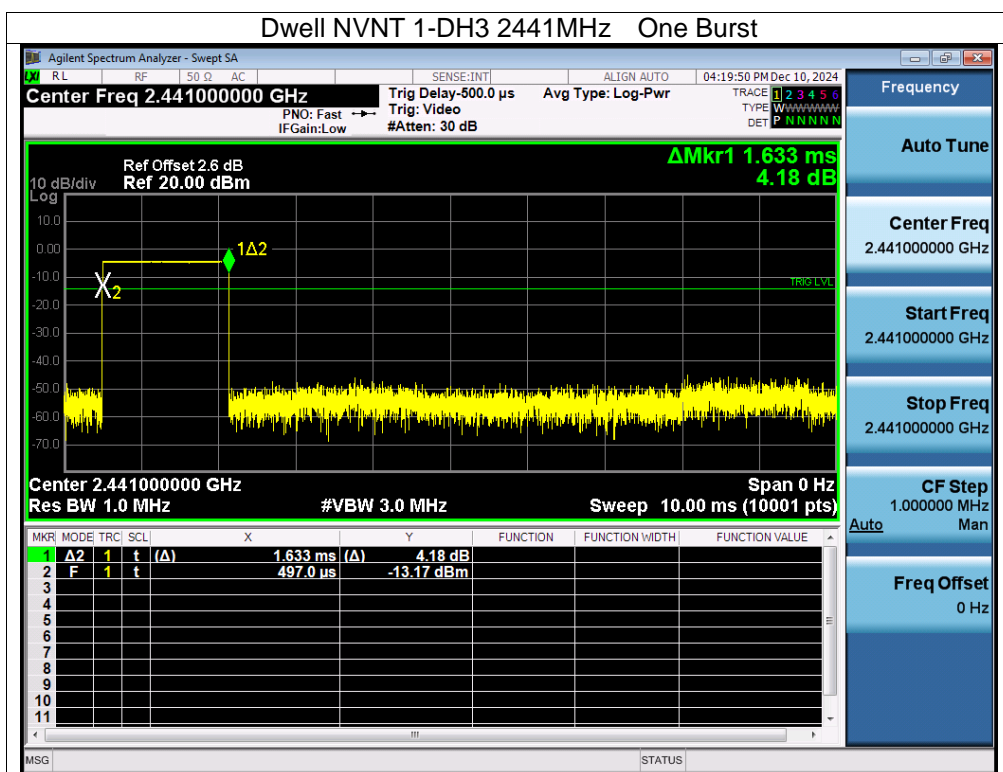 Dwell NVNT 1-DH3 2441MHz One Burst
Agilent Spectrum Analyzer - Swept SA
LXI RL RF 50 Ω AC SENSE:INT ALIGN AUTO 04:19:50 PM Dec 10, 2024
Center Freq 2.441000000 GHz
PNO: Fast
IFGain:Low
Trig Delay-500.0 µs
Trig: Video
#Atten: 30 dB
Avg Type: Log-Pwr
TRACE 1 2 3 4 5 6
TYPE WWWWWW
DET P N N N N N
ΔMkr1 1.633 ms
4.18 dB
Ref Offset 2.6 dB
10 dB/div Ref 20.00 dBm
Log
10.0
0.00
-10.0
-20.0
-30.0
-40.0
-50.0
-60.0
-70.0
1Δ2
X2
TRIG LVL
Center 2.441000000 GHz Span 0 Hz
Res BW 1.0 MHz #VBW 3.0 MHz Sweep 10.00 ms (10001 pts)
MKR MODE TRC SCL X Y FUNCTION FUNCTION WIDTH FUNCTION VALUE
1 Δ2 1 t (Δ) 1.633 ms (Δ) 4.18 dB
2 F 1 t 497.0 µs -13.17 dBm
3
4
5
6
7
8
9
10
11
MSG STATUS
Frequency
Auto Tune
Center Freq
2.441000000 GHz
Start Freq
2.441000000 GHz
Stop Freq
2.441000000 GHz
CF Step
1.000000 MHz
Auto Man
Freq Offset
0 Hz